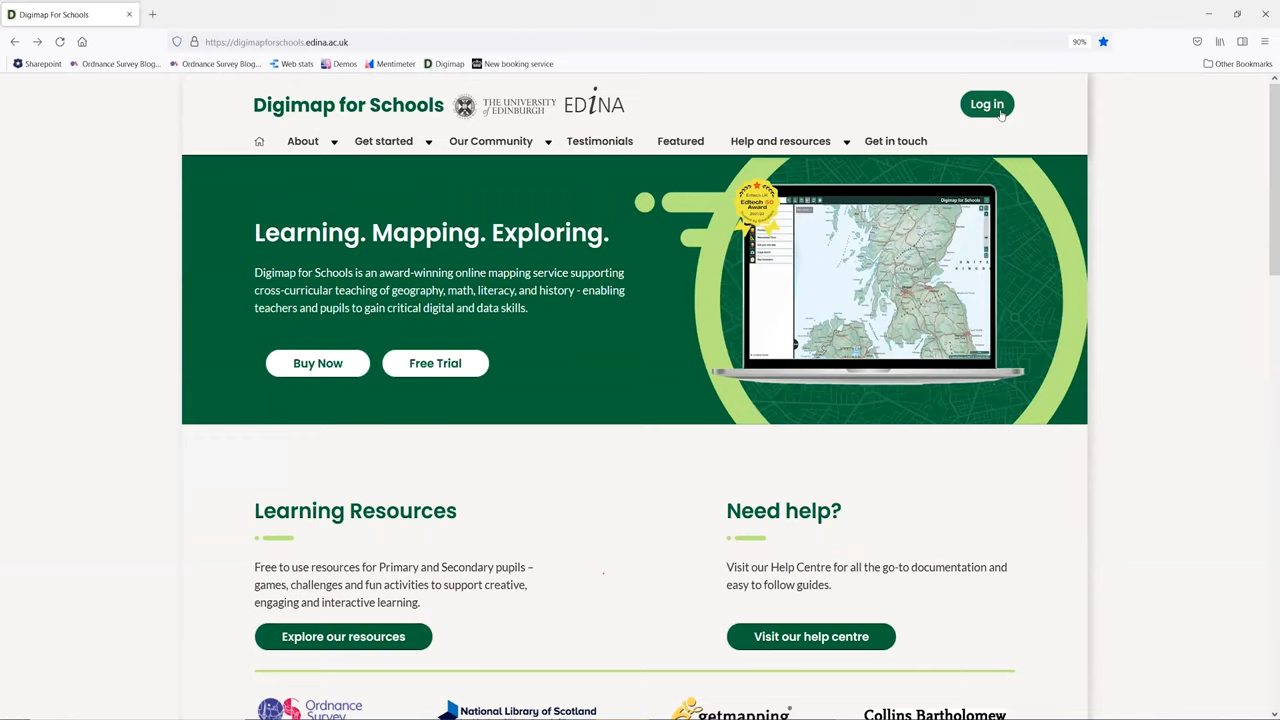 Digimap For Schools
https://digimapforschools.edina.ac.uk
90%
Sharepoint
Ordnance Survey Blog...
Ordnance Survey Blog...
Web stats
Demos
Mentimeter
Digimap
New booking service
Other Bookmarks
Digimap for Schools
THE UNIVERSITY of EDINBURGH
EDINA
Log in
About
Get started
Our Community
Testimonials
Featured
Help and resources
Get in touch
Edtech 50
Award
Digimap for Schools
Learning. Mapping. Exploring.
Digimap for Schools is an award-winning online mapping service supporting
cross-curricular teaching of geography, math, literacy, and history - enabling
teachers and pupils to gain critical digital and data skills.
Buy Now
Free Trial
Learning Resources
Need help?
Free to use resources for Primary and Secondary pupils –
games, challenges and fun activities to support creative,
engaging and interactive learning.
Visit our Help Centre for all the go-to documentation and
easy to follow guides.
Explore our resources
Visit our help centre
Ordnance
Survey
National Library of Scotland
getmapping
Collins Bartholomew